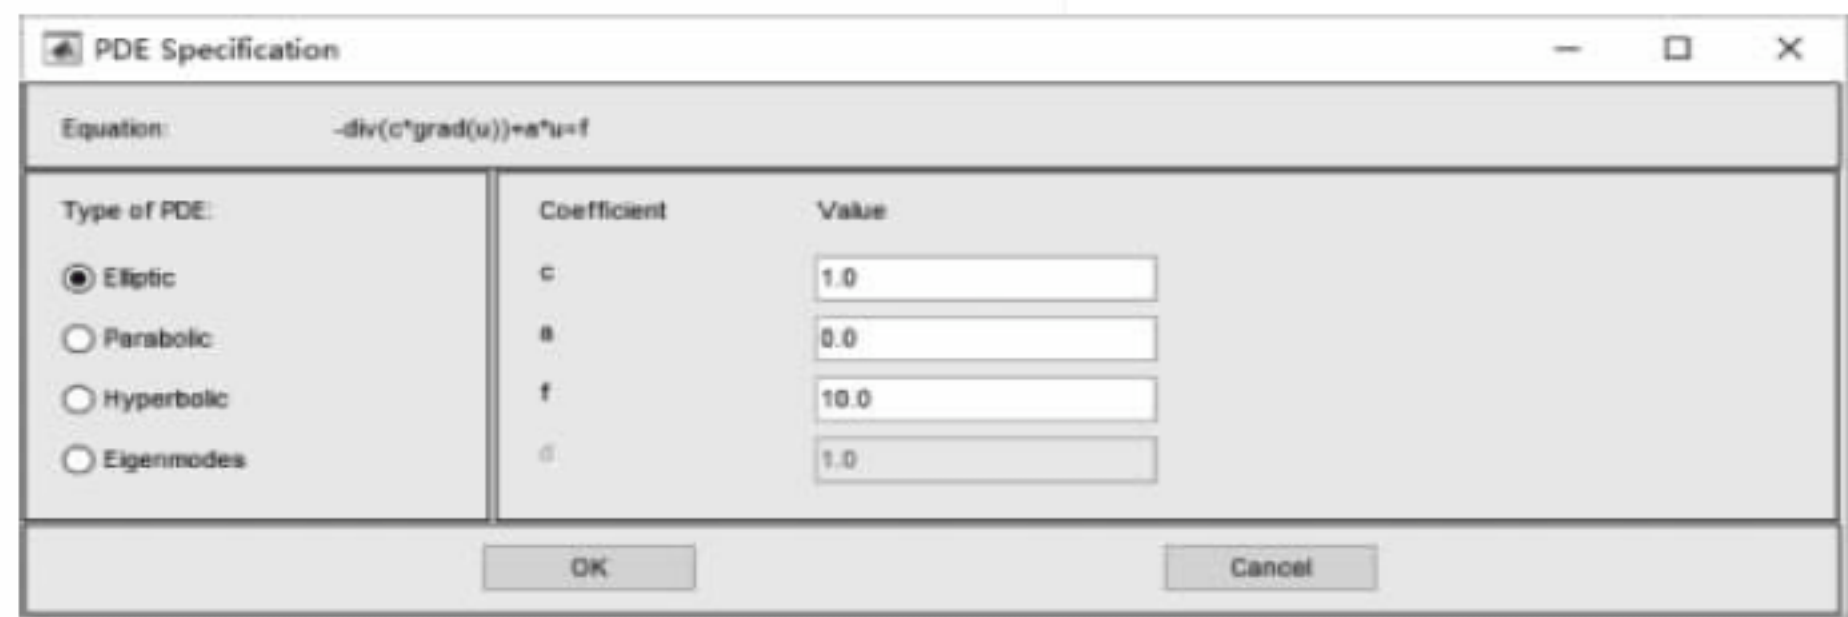 PDE Specification
Equation: -div(c*grad(u))+a*u=f
Type of PDE: Coefficient Value
Elliptic c 1.0
Parabolic a 0.0
Hyperbolic f 10.0
Eigenmodes d 1.0
OK Cancel